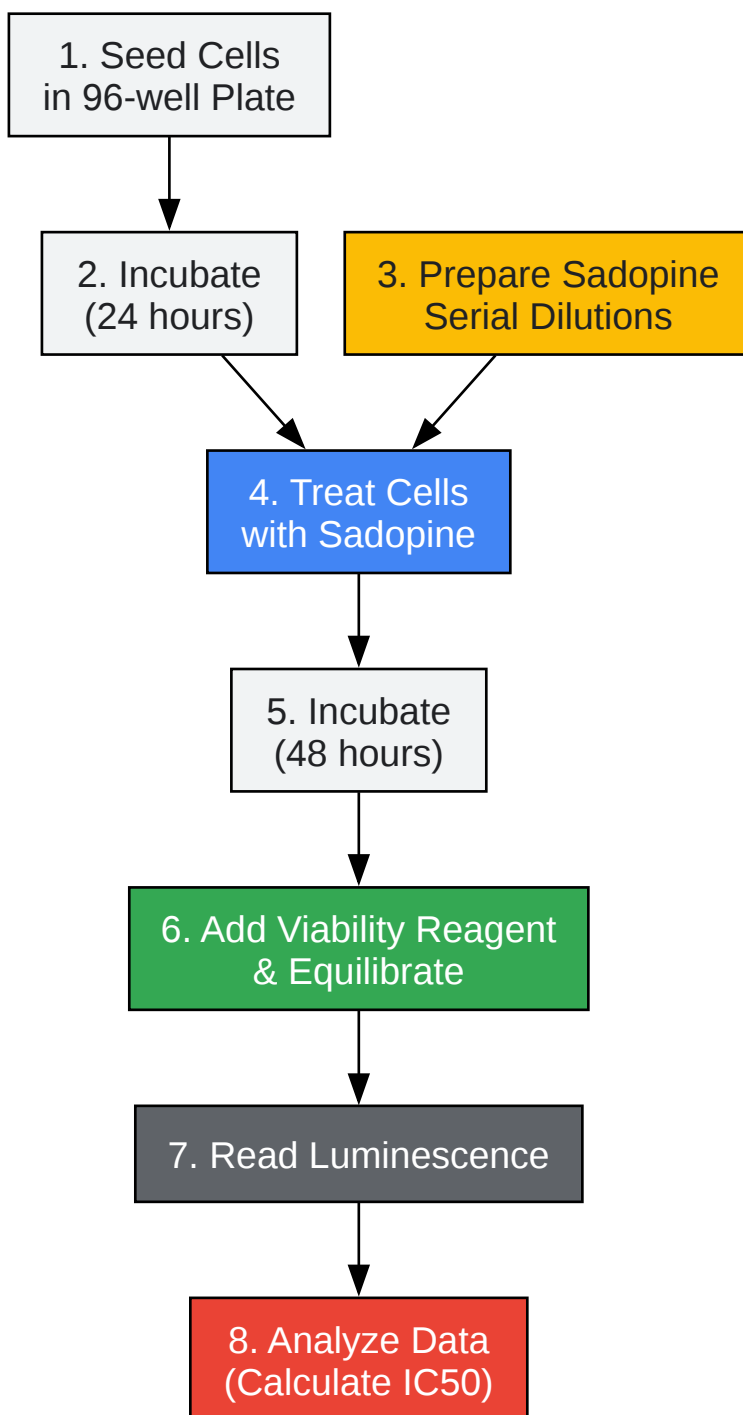 1. Seed Cells
in 96-well Plate
2. Incubate
(24 hours)
3. Prepare Sadopine
Serial Dilutions
4. Treat Cells
with Sadopine
5. Incubate
(48 hours)
6. Add Viability Reagent
& Equilibrate
7. Read Luminescence
8. Analyze Data
(Calculate IC50)